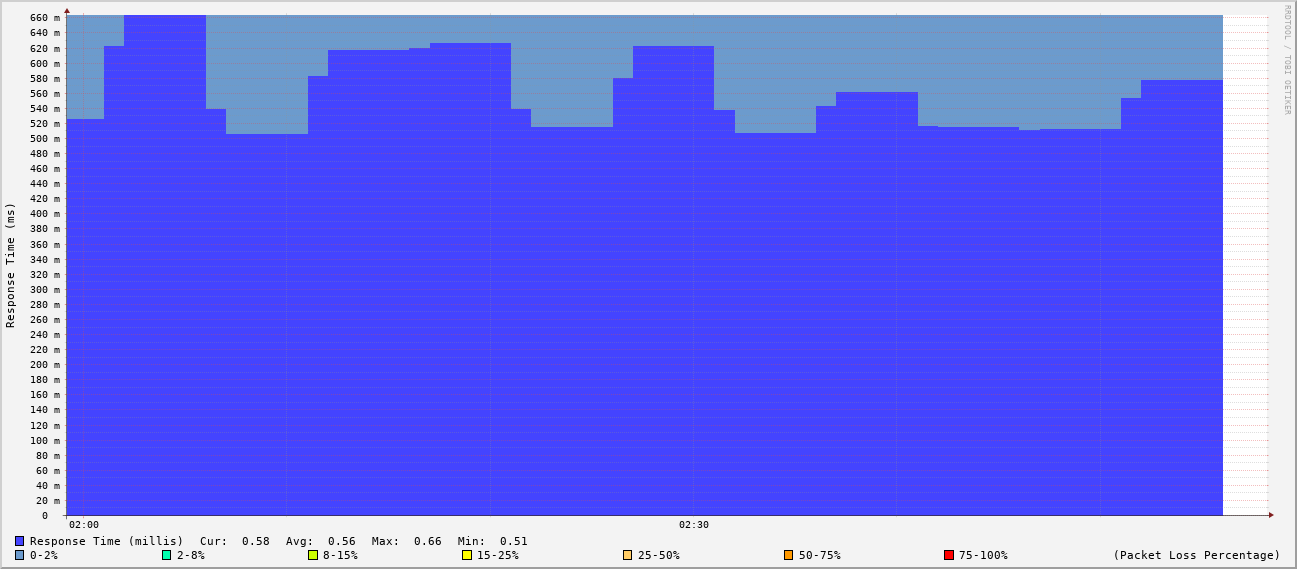 RRDTOOL / TOBI OETIKER
Response Time (ms)
660 m
640 m
620 m
600 m
580 m
560 m
540 m
520 m
500 m
480 m
460 m
440 m
420 m
400 m
380 m
360 m
340 m
320 m
300 m
280 m
260 m
240 m
220 m
200 m
180 m
160 m
140 m
120 m
100 m
80 m
60 m
40 m
20 m
0
02:00 02:30
Response Time (millis) Cur: 0.58 Avg: 0.56 Max: 0.66 Min: 0.51
0-2% 2-8% 8-15% 15-25% 25-50% 50-75% 75-100% (Packet Loss Percentage)